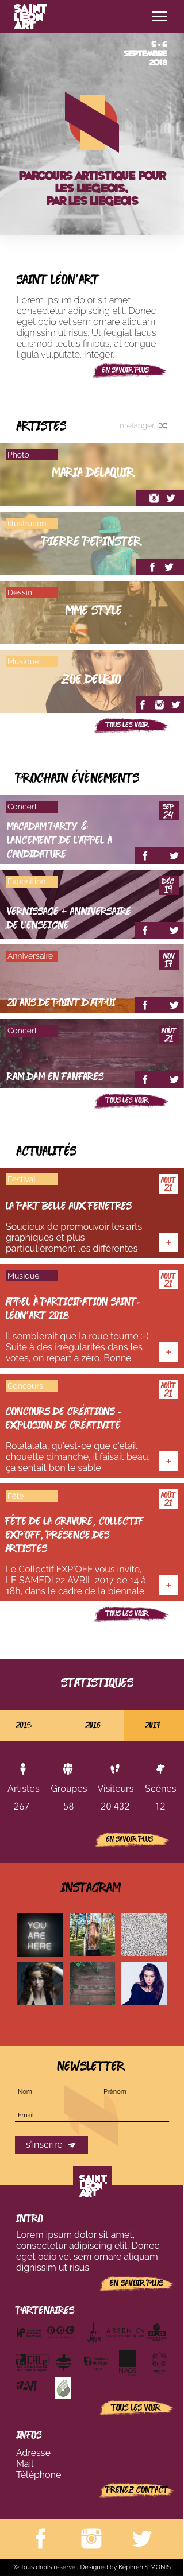 SAINT
LÉON'
ART
5 + 6
SEPTEMBRE
2018
PARCOURS ARTISTIQUE POUR
LES LIEGEOIS,
PAR LES LIEGEOIS
SAINT LÉON'ART
Lorem ipsum dolor sit amet,
consectetur adipiscing elit. Donec
eget odio vel sem ornare aliquam
dignissim ut risus. Ut feugiat lacus
euismod lectus finibus, at congue
ligula vulputate. Integer.
EN SAVOIR PLUS
ARTISTES
mélanger
Photo
MARIA DELAQUIR
Illustration
PIERRE PEPINSTER
Dessin
MME STYLE
Musique
ZOÉ DELRIO
TOUS LES VOIR
PROCHAIN ÉVÈNEMENTS
Concert
SEP
24
MACADAM PARTY &
LANCEMENT DE L'APPEL À
CANDIDATURE
Exposition
DEC
19
VERNISSAGE + ANNIVERSAIRE
DE L'ENSEIGNE
Anniversaire
NOV
17
20 ANS DE POINT D'APPUI
Concert
AOUT
21
RAM DAM EN FANFARES
TOUS LES VOIR
ACTUALITÉS
Festival
AOUT
21
LA PART BELLE AUX FENETRES
Soucieux de promouvoir les arts
graphiques et plus
particulièrement les différentes
+
Musique
AOUT
21
APPEL À PARTICIPATION SAINT-
LÉON'ART 2018
Il semblerait que la roue tourne :-)
Suite à des irrégularités dans les
votes, on repart à zéro. Bonne
+
Concours
AOUT
21
CONCOURS DE CRÉATIONS -
EXPLOSION DE CRÉATIVITÉ
Rolalalala, qu'est-ce que c'était
chouette dimanche, il faisait beau,
ça sentait bon le sable
+
Fête
AOUT
21
FÊTE DE LA GRAVURE, COLLECTIF
EXP'OFF, PRÉSENCE DES
ARTISTES
Le Collectif EXP'OFF vous invite,
LE SAMEDI 22 AVRIL 2017 de 14 à
18h, dans le cadre de la biennale
+
TOUS LES VOIR
STATISTIQUES
2015 2016 2017
Artistes Groupes Visiteurs Scènes
267 58 20 432 12
EN SAVOIR PLUS
INSTAGRAM
YOU
ARE
HERE
NEWSLETTER
Nom Prénom
Email
s'inscrire
SAINT
LÉON'
ART
INTRO
Lorem ipsum dolor sit amet,
consectetur adipiscing elit. Donec
eget odio vel sem ornare aliquam
dignissim ut risus.
EN SAVOIR PLUS
PARTENAIRES
TOUS LES VOIR
INFOS
Adresse
Mail
Téléphone
PRENEZ CONTACT
© Tous droits réservé | Designed by Képhren SIMONIS